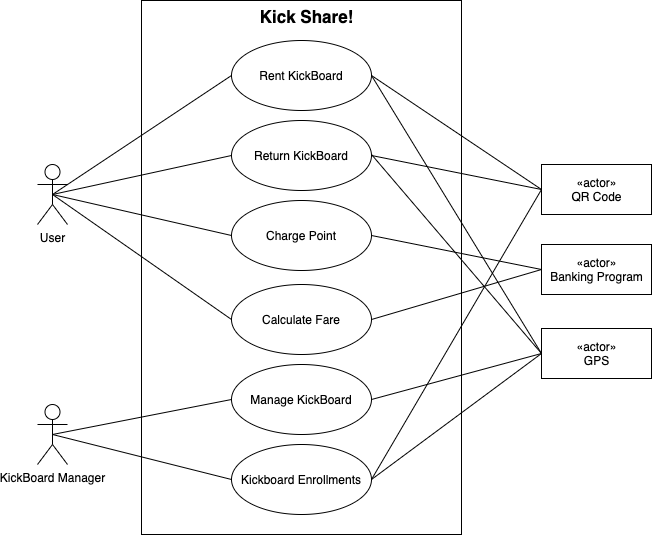 Kick Share!
Rent KickBoard
Return KickBoard
Charge Point
Calculate Fare
Manage KickBoard
Kickboard Enrollments
User
KickBoard Manager
«actor»
QR Code
«actor»
Banking Program
«actor»
GPS